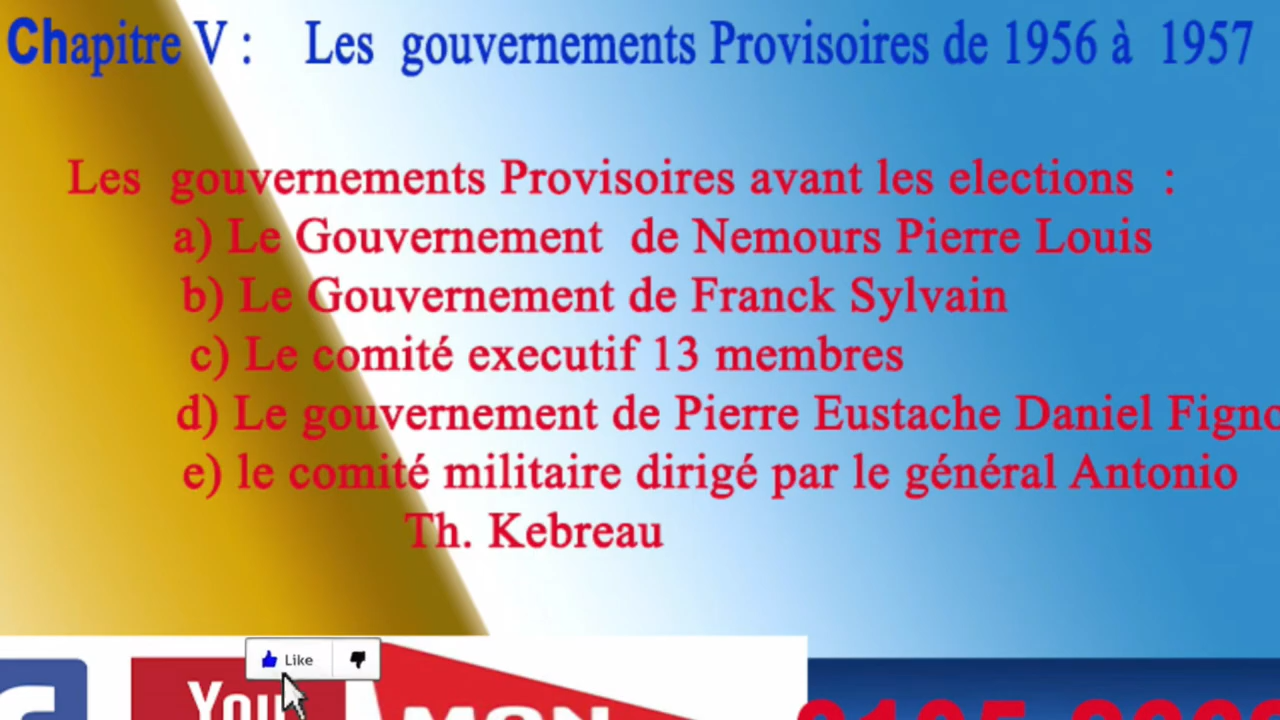 Chapitre V : Les gouvernements Provisoires de 1956 à 1957
Les gouvernements Provisoires avant les elections :
a) Le Gouvernement de Nemours Pierre Louis
b) Le Gouvernement de Franck Sylvain
c) Le comité executif 13 membres
d) Le gouvernement de Pierre Eustache Daniel
e) le comité militaire dirigé par le général Antonio
Th. Kebreau
Like
You